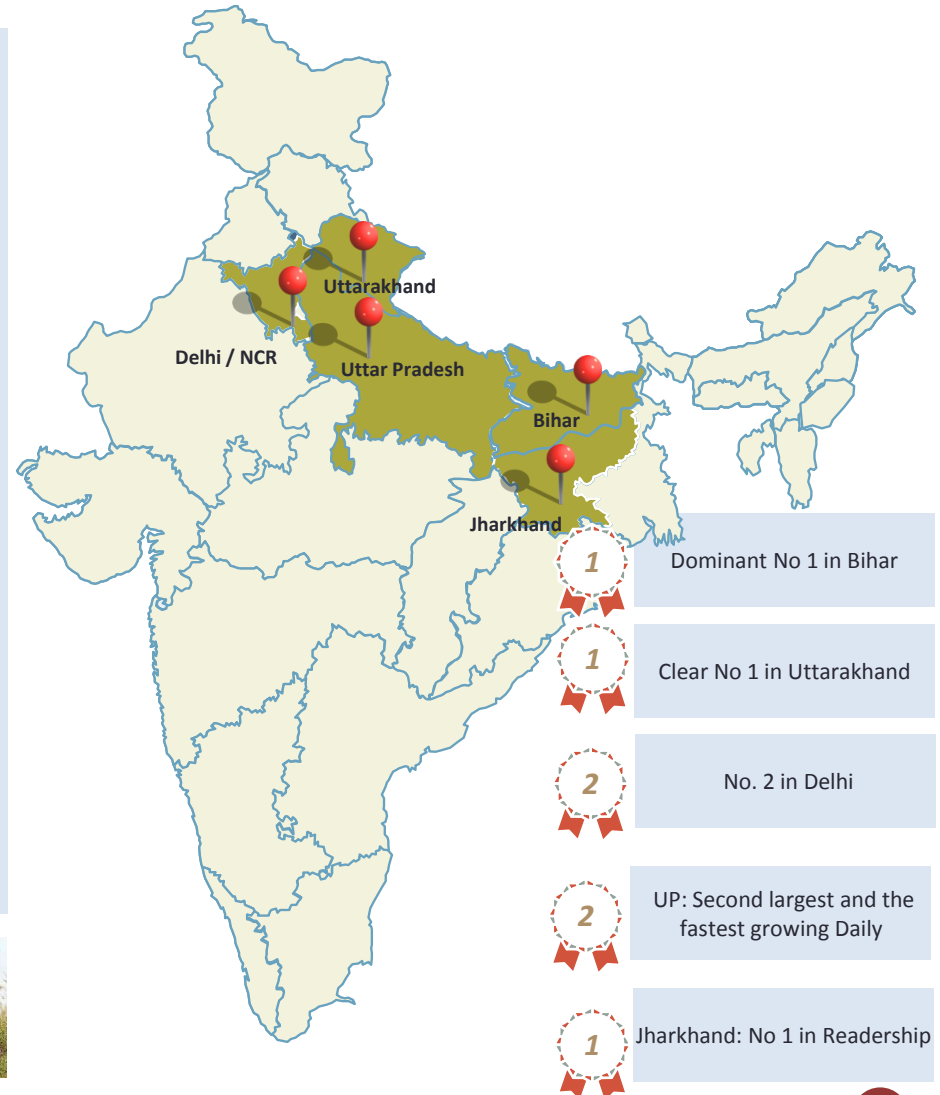 Uttarakhand
Delhi / NCR
Uttar Pradesh
Bihar
Jharkhand
1
Dominant No 1 in Bihar
1
Clear No 1 in Uttarakhand
2
No. 2 in Delhi
2
UP: Second largest and the
fastest growing Daily
1
Jharkhand: No 1 in Readership